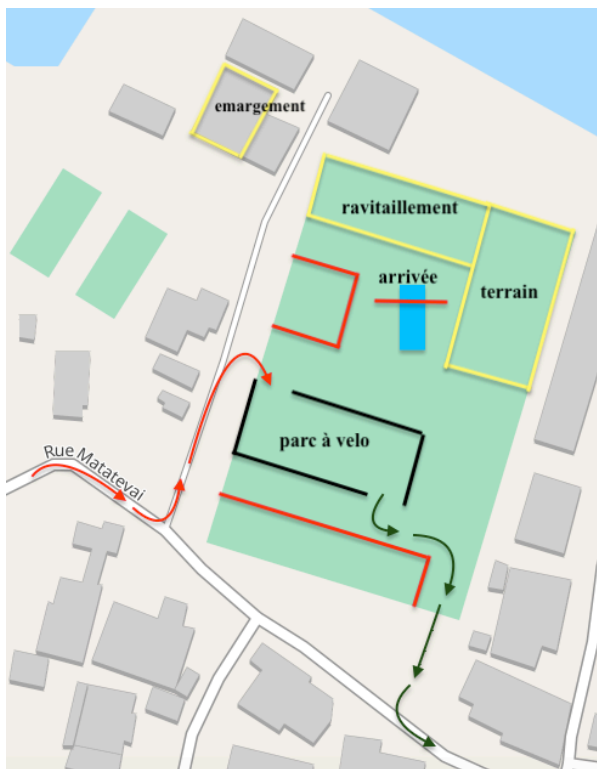 emargement
ravitaillement
arrivée
terrain
parc à velo
Rue Matatevai